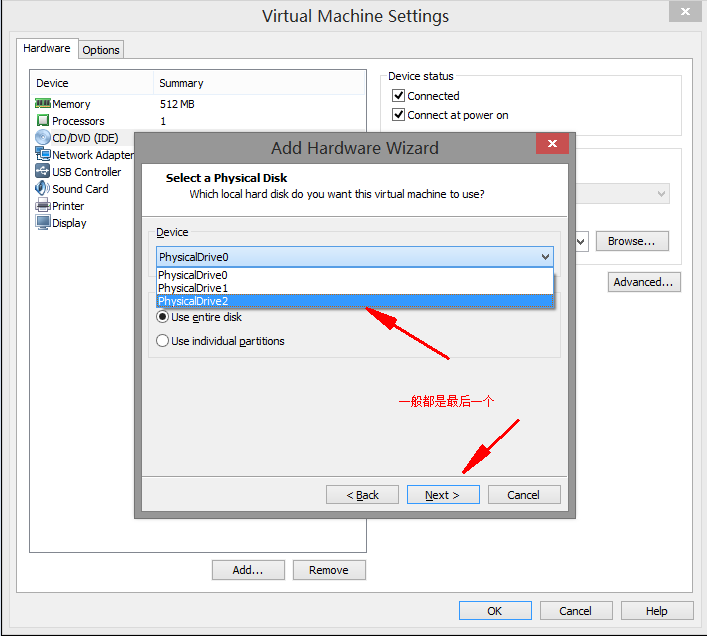 Virtual Machine Settings
Hardware
Options
Device Summary
Memory 512 MB
Processors 1
CD/DVD (IDE)
Network Adapter
USB Controller
Sound Card
Printer
Display
Device status
Connected
Connect at power on
Browse...
Advanced...
Add Hardware Wizard
Select a Physical Disk
Which local hard disk do you want this virtual machine to use?
Device
PhysicalDrive0
PhysicalDrive0
PhysicalDrive1
PhysicalDrive2
Use entire disk
Use individual partitions
一般都是最后一个
< Back
Next >
Cancel
Add...
Remove
OK
Cancel
Help